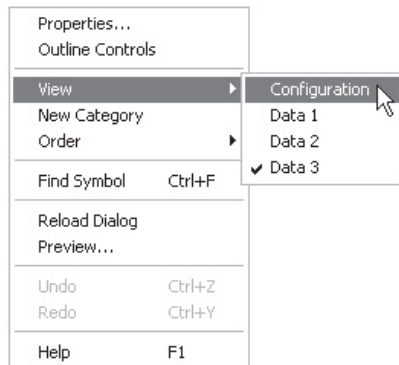 Properties...
Outline Controls
View
Configuration
New Category
Data 1
Order
Data 2
Data 3
Find Symbol Ctrl+F
Reload Dialog
Preview...
Undo Ctrl+Z
Redo Ctrl+Y
Help F1